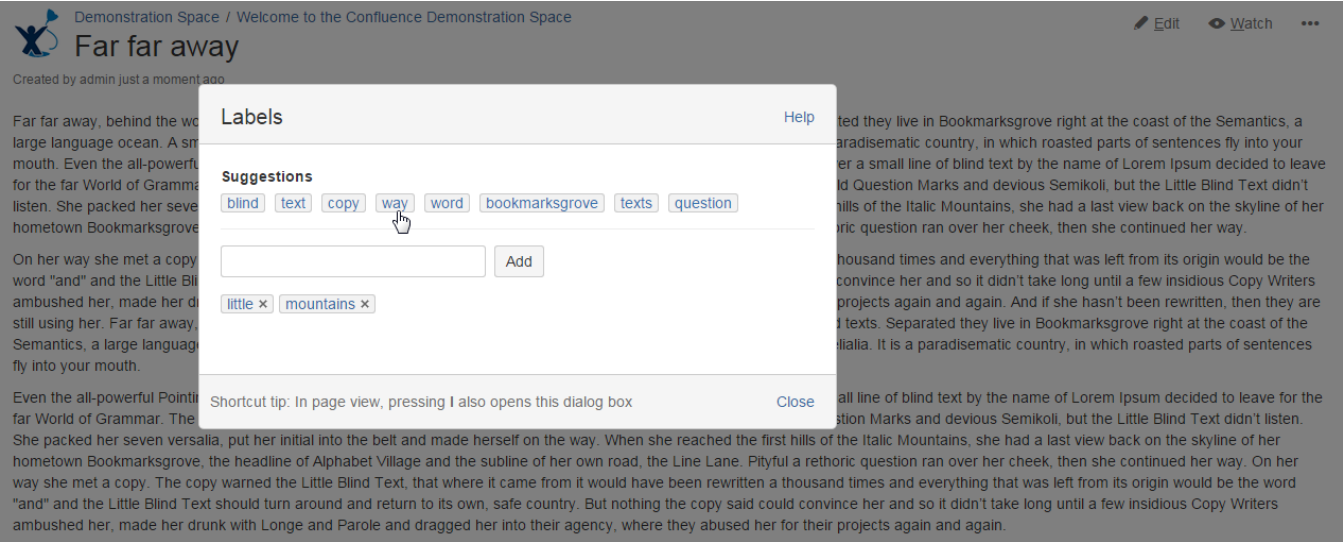 Demonstration Space / Welcome to the Confluence Demonstration Space
Far far away
Edit Watch •••
Created by admin just a moment ago
Far far away, behind the wo
large language ocean. A sm
mouth. Even the all-powerfu
for the far World of Gramma
listen. She packed her seve
hometown Bookmarksgrove
ted they live in Bookmarksgrove right at the coast of the Semantics, a
aradisematic country, in which roasted parts of sentences fly into your
er a small line of blind text by the name of Lorem Ipsum decided to leave
ld Question Marks and devious Semikoli, but the Little Blind Text didn't
hills of the Italic Mountains, she had a last view back on the skyline of her
oric question ran over her cheek, then she continued her way.
On her way she met a copy
word "and" and the Little Bli
ambushed her, made her dr
still using her. Far far away,
Semantics, a large language
fly into your mouth.
housand times and everything that was left from its origin would be the
convince her and so it didn't take long until a few insidious Copy Writers
projects again and again. And if she hasn't been rewritten, then they are
d texts. Separated they live in Bookmarksgrove right at the coast of the
elialia. It is a paradisematic country, in which roasted parts of sentences
Labels
Help
Suggestions
blind text copy way word bookmarksgrove texts question
Add
little × mountains ×
Shortcut tip: In page view, pressing l also opens this dialog box
Close
Even the all-powerful Pointin
far World of Grammar. The
all line of blind text by the name of Lorem Ipsum decided to leave for the
stion Marks and devious Semikoli, but the Little Blind Text didn't listen.
She packed her seven versalia, put her initial into the belt and made herself on the way. When she reached the first hills of the Italic Mountains, she had a last view back on the skyline of her
hometown Bookmarksgrove, the headline of Alphabet Village and the subline of her own road, the Line Lane. Pityful a rethoric question ran over her cheek, then she continued her way. On her
way she met a copy. The copy warned the Little Blind Text, that where it came from it would have been rewritten a thousand times and everything that was left from its origin would be the word
"and" and the Little Blind Text should turn around and return to its own, safe country. But nothing the copy said could convince her and so it didn't take long until a few insidious Copy Writers
ambushed her, made her drunk with Longe and Parole and dragged her into their agency, where they abused her for their projects again and again.